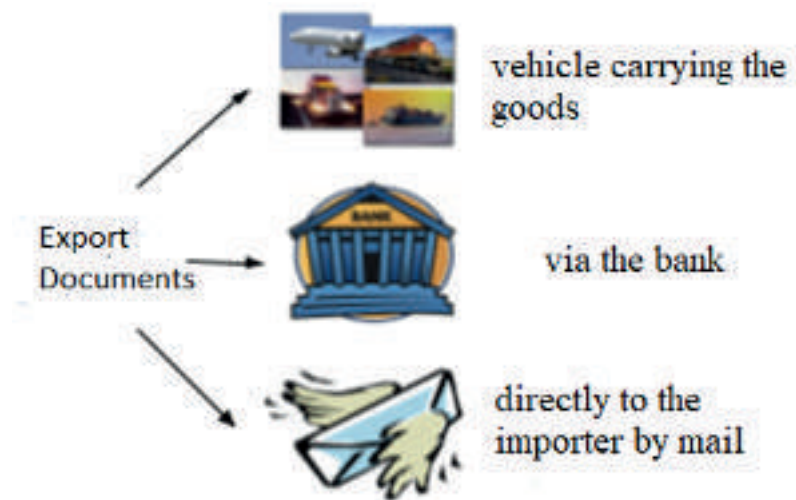 vehicle carrying the
goods
BANK
Export
Documents
via the bank
directly to the
importer by mail